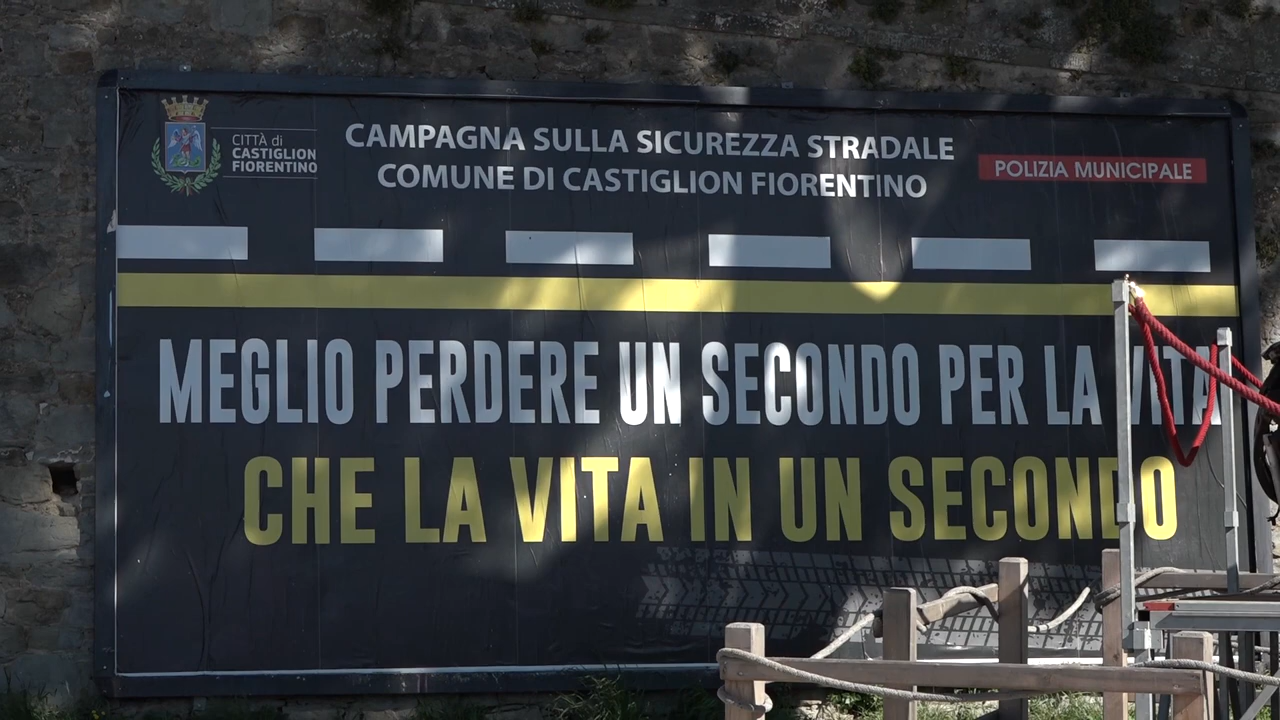 CITTÀ di
CASTIGLION
FIORENTINO
CAMPAGNA SULLA SICUREZZA STRADALE
COMUNE DI CASTIGLION FIORENTINO
POLIZIA MUNICIPALE
MEGLIO PERDERE UN SECONDO PER LA VITA
CHE LA VITA IN UN SECONDO